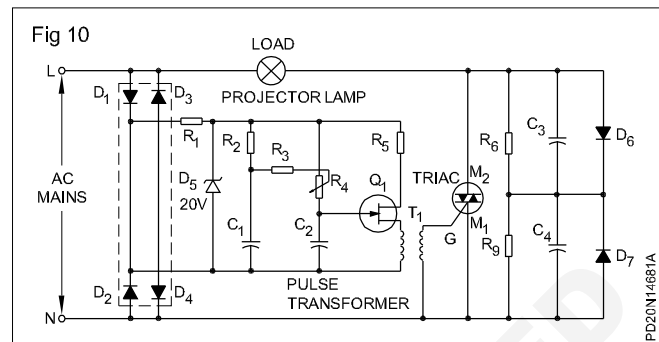 Fig 10
LOAD
L
PROJECTOR LAMP
D1 D3
R1 R2 R3 R4 R5
D5
20V
Q1
C1 C2
AC
MAINS
TRIAC M2
M1
T1
G
R6 C3 D6
R9 C4 D7
D2 D4
PULSE
TRANSFORMER
N
PD20N14681A